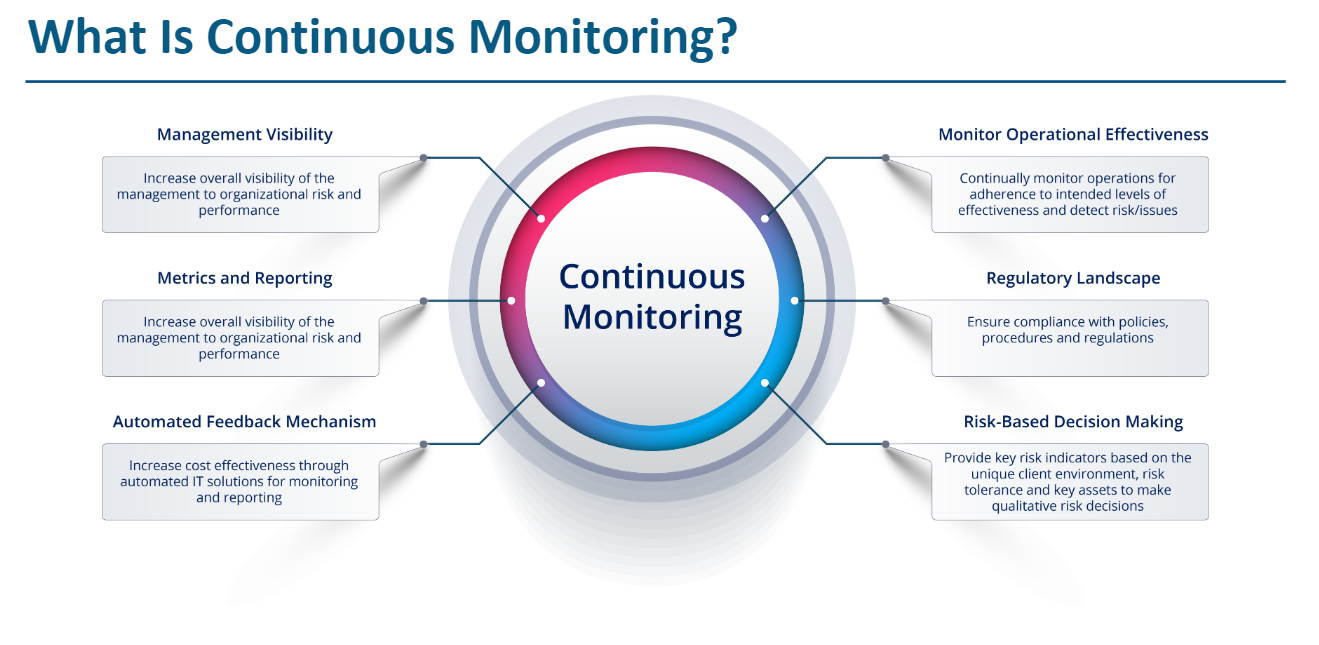 What Is Continuous Monitoring?
Management Visibility
Increase overall visibility of the
management to organizational risk and
performance
Metrics and Reporting
Increase overall visibility of the
management to organizational risk and
performance
Automated Feedback Mechanism
Increase cost effectiveness through
automated IT solutions for monitoring
and reporting
Continuous
Monitoring
Monitor Operational Effectiveness
Continually monitor operations for
adherence to intended levels of
effectiveness and detect risk/issues
Regulatory Landscape
Ensure compliance with policies,
procedures and regulations
Risk-Based Decision Making
Provide key risk indicators based on the
unique client environment, risk
tolerance and key assets to make
qualitative risk decisions